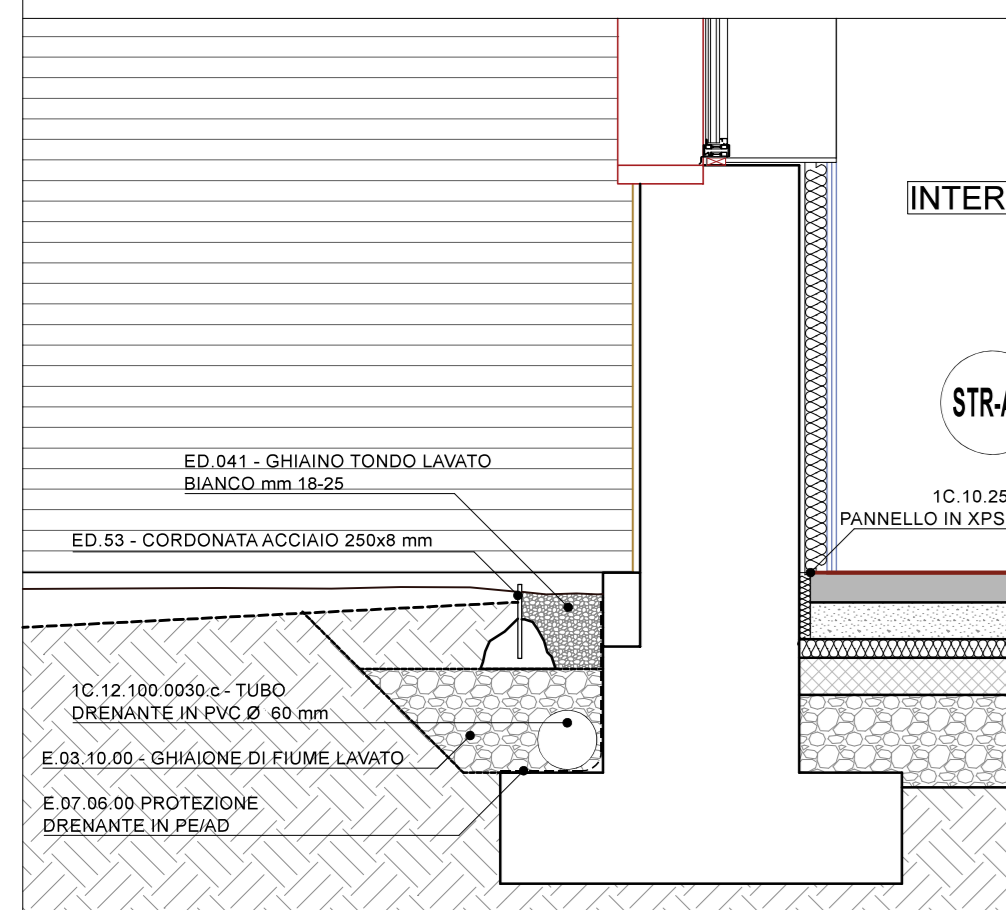 INTER
STR-A
ED.041 - GHIAINO TONDO LAVATO
BIANCO mm 18-25
1C.10.25
PANNELLO IN XPS
ED.53 - CORDONATA ACCIAIO 250x8 mm
1C.12.100.0030.c - TUBO
DRENANTE IN PVC Ø 60 mm
E.03.10.00 - GHIAIONE DI FIUME LAVATO
E.07.06.00 PROTEZIONE
DRENANTE IN PE/AD